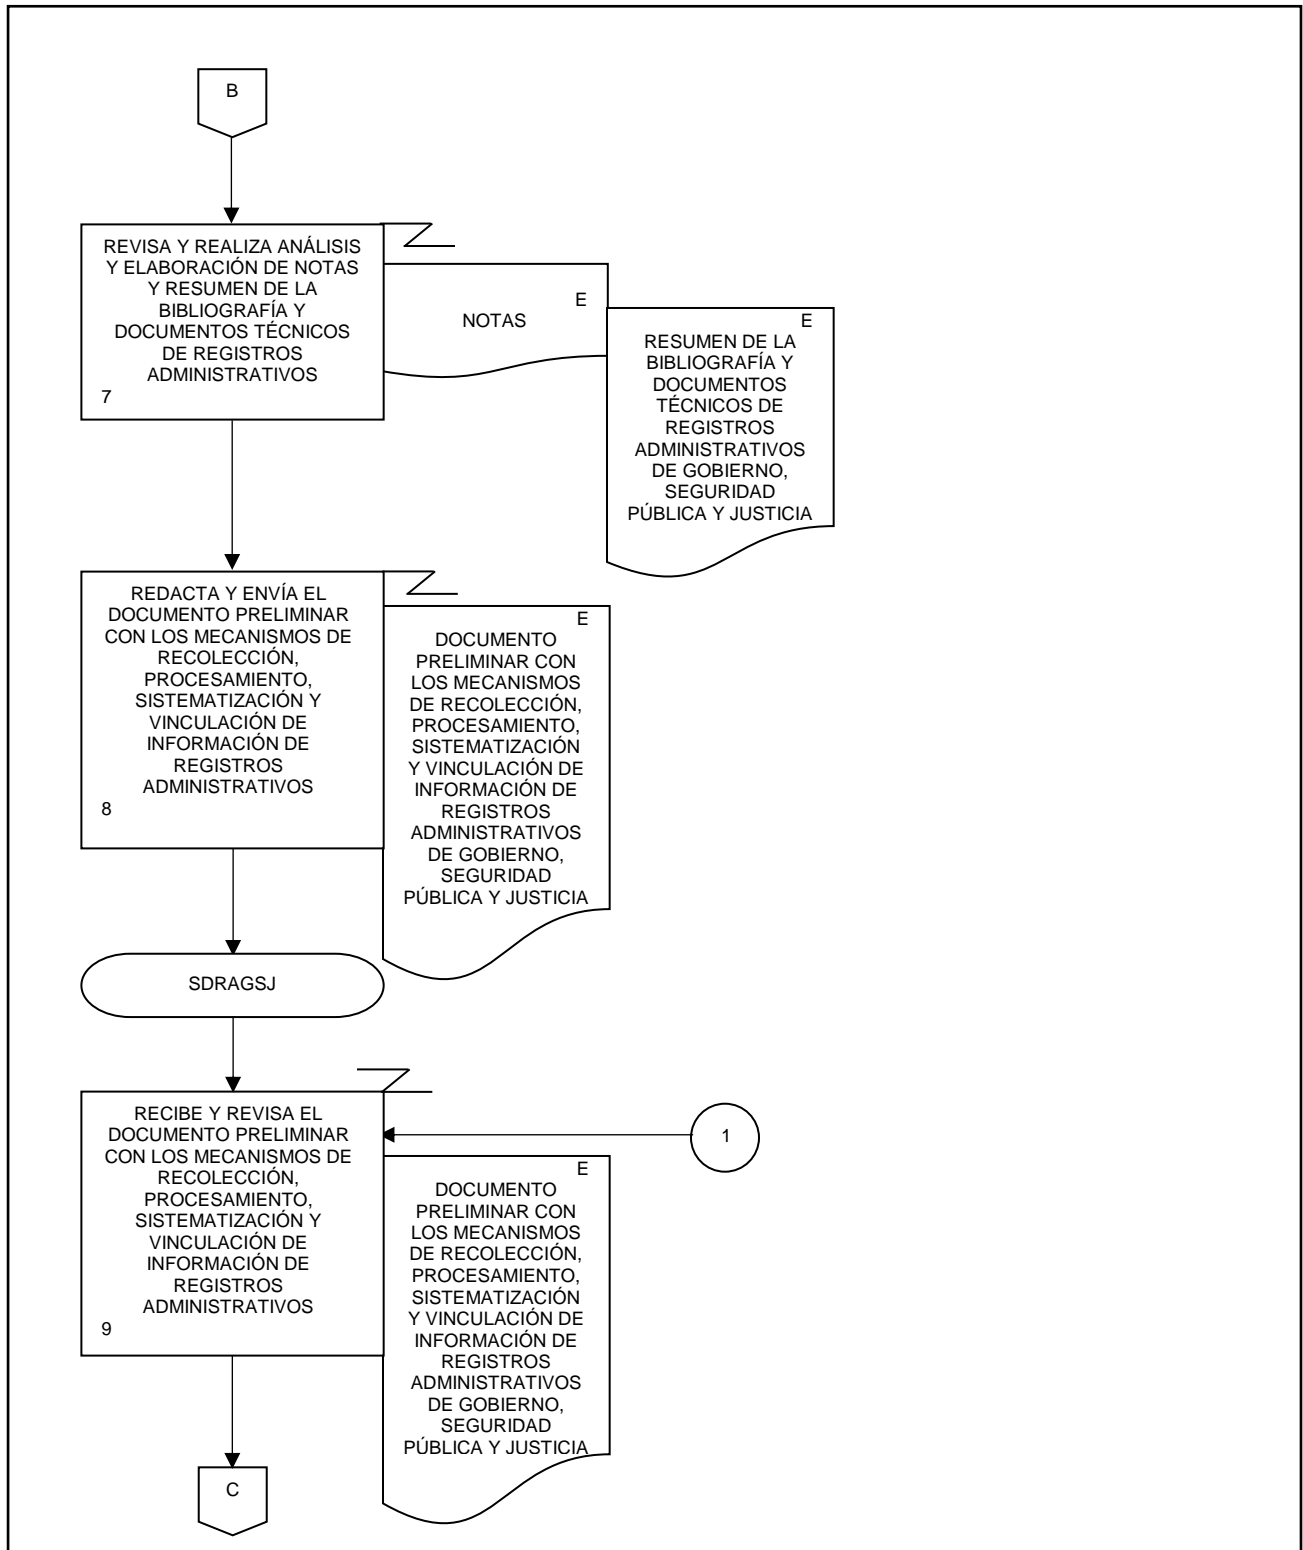 B
REVISA Y REALIZA ANÁLISIS
Y ELABORACIÓN DE NOTAS
Y RESUMEN DE LA
BIBLIOGRAFÍA Y
DOCUMENTOS TÉCNICOS
DE REGISTROS
ADMINISTRATIVOS
7
E
NOTAS
E
RESUMEN DE LA
BIBLIOGRAFÍA Y
DOCUMENTOS
TÉCNICOS DE
REGISTROS
ADMINISTRATIVOS
DE GOBIERNO,
SEGURIDAD
PÚBLICA Y JUSTICIA
REDACTA Y ENVÍA EL
DOCUMENTO PRELIMINAR
CON LOS MECANISMOS DE
RECOLECCIÓN,
PROCESAMIENTO,
SISTEMATIZACIÓN Y
VINCULACIÓN DE
INFORMACIÓN DE
REGISTROS
ADMINISTRATIVOS
8
E
DOCUMENTO
PRELIMINAR CON
LOS MECANISMOS
DE RECOLECCIÓN,
PROCESAMIENTO,
SISTEMATIZACIÓN
Y VINCULACIÓN DE
INFORMACIÓN DE
REGISTROS
ADMINISTRATIVOS
DE GOBIERNO,
SEGURIDAD
PÚBLICA Y JUSTICIA
SDRAGSJ
RECIBE Y REVISA EL
DOCUMENTO PRELIMINAR
CON LOS MECANISMOS DE
RECOLECCIÓN,
PROCESAMIENTO,
SISTEMATIZACIÓN Y
VINCULACIÓN DE
INFORMACIÓN DE
REGISTROS
ADMINISTRATIVOS
9
1
E
DOCUMENTO
PRELIMINAR CON
LOS MECANISMOS
DE RECOLECCIÓN,
PROCESAMIENTO,
SISTEMATIZACIÓN
Y VINCULACIÓN DE
INFORMACIÓN DE
REGISTROS
ADMINISTRATIVOS
DE GOBIERNO,
SEGURIDAD
PÚBLICA Y JUSTICIA
C